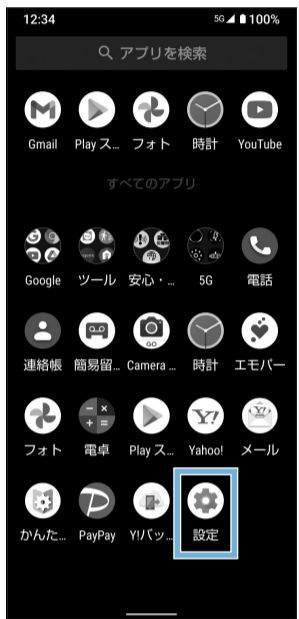 12:34 5G 100%
アプリを検索
Gmail Play ス... フォト 時計 YouTube
すべてのアプリ
Google ツール 安心・... 5G 電話
連絡帳 簡易留... Camera ... 時計 エモパー
GO
フォト 電卓 Play ス... Yahoo! メール
Y!
かんた... PayPay Y!バッ... 設定